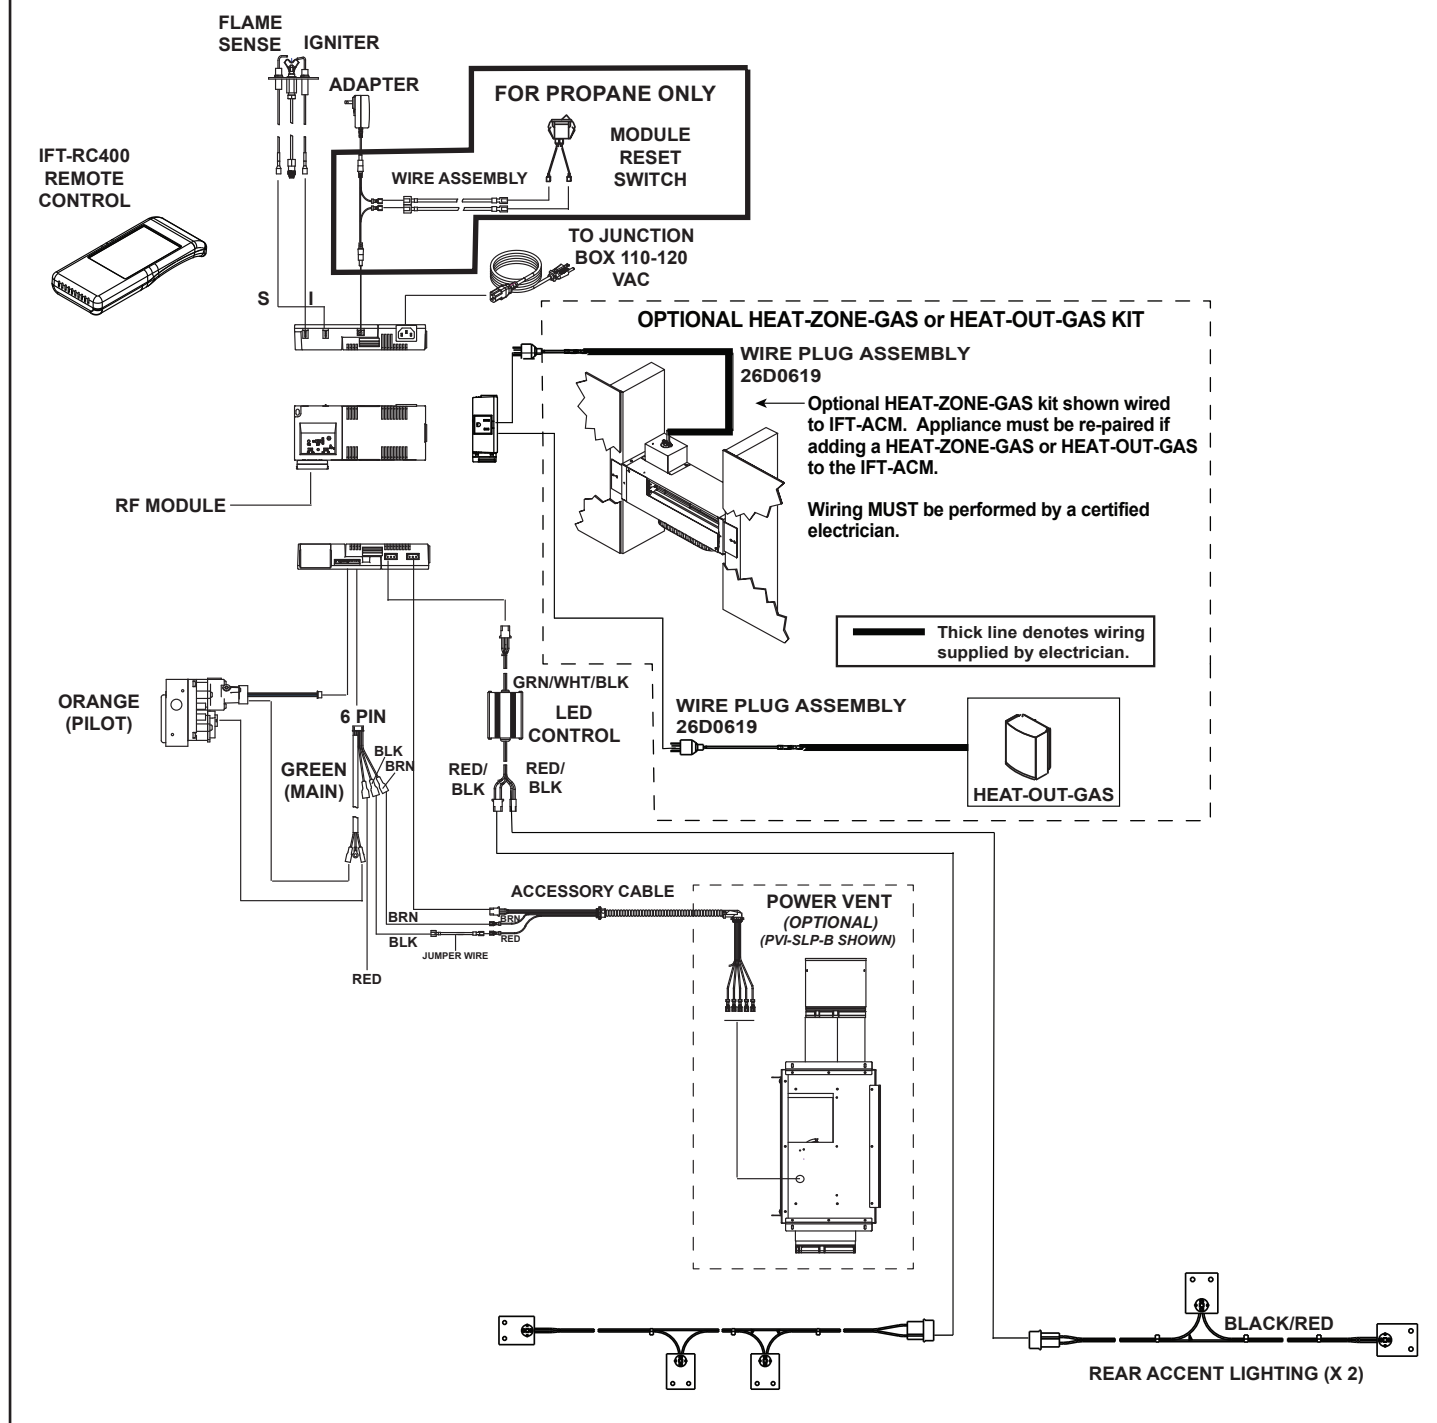 FLAME
SENSE
IGNITER
ADAPTER
FOR PROPANE ONLY
MODULE
RESET
SWITCH
WIRE ASSEMBLY
IFT-RC400
REMOTE
CONTROL
TO JUNCTION
BOX 110-120
VAC
S
I
OPTIONAL HEAT-ZONE-GAS or HEAT-OUT-GAS KIT
WIRE PLUG ASSEMBLY
26D0619
Optional HEAT-ZONE-GAS kit shown wired
to IFT-ACM. Appliance must be re-paired if
adding a HEAT-ZONE-GAS or HEAT-OUT-GAS
to the IFT-ACM.
Wiring MUST be performed by a certified
electrician.
RF MODULE
Thick line denotes wiring
supplied by electrician.
ORANGE
(PILOT)
6 PIN
BLK
BRN
GREEN
(MAIN)
GRN/WHT/BLK
LED
CONTROL
RED/
BLK
RED/
BLK
WIRE PLUG ASSEMBLY
26D0619
HEAT-OUT-GAS
ACCESSORY CABLE
BRN
BRN
BLK
RED
JUMPER WIRE
RED
POWER VENT
(OPTIONAL)
(PVI-SLP-B SHOWN)
BLACK/RED
REAR ACCENT LIGHTING (X 2)